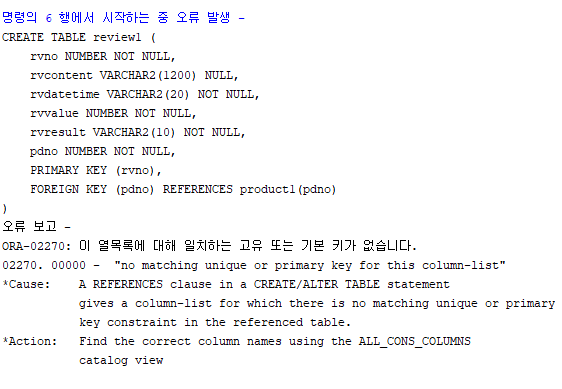 명령의 6 행에서 시작하는 중 오류 발생 -
CREATE TABLE review1 (
    rvno NUMBER NOT NULL,
    rvcontent VARCHAR2(1200) NULL,
    rvdatetime VARCHAR2(20) NOT NULL,
    rvvalue NUMBER NOT NULL,
    rvresult VARCHAR2(10) NOT NULL,
    pdno NUMBER NOT NULL,
    PRIMARY KEY (rvno),
    FOREIGN KEY (pdno) REFERENCES product1(pdno)
)
오류 보고 -
ORA-02270: 이 열목록에 대해 일치하는 고유 또는 기본 키가 없습니다.
02270. 00000 -  "no matching unique or primary key for this column-list"
*Cause:    A REFERENCES clause in a CREATE/ALTER TABLE statement
           gives a column-list for which there is no matching unique or primary
           key constraint in the referenced table.
*Action:   Find the correct column names using the ALL_CONS_COLUMNS
           catalog view